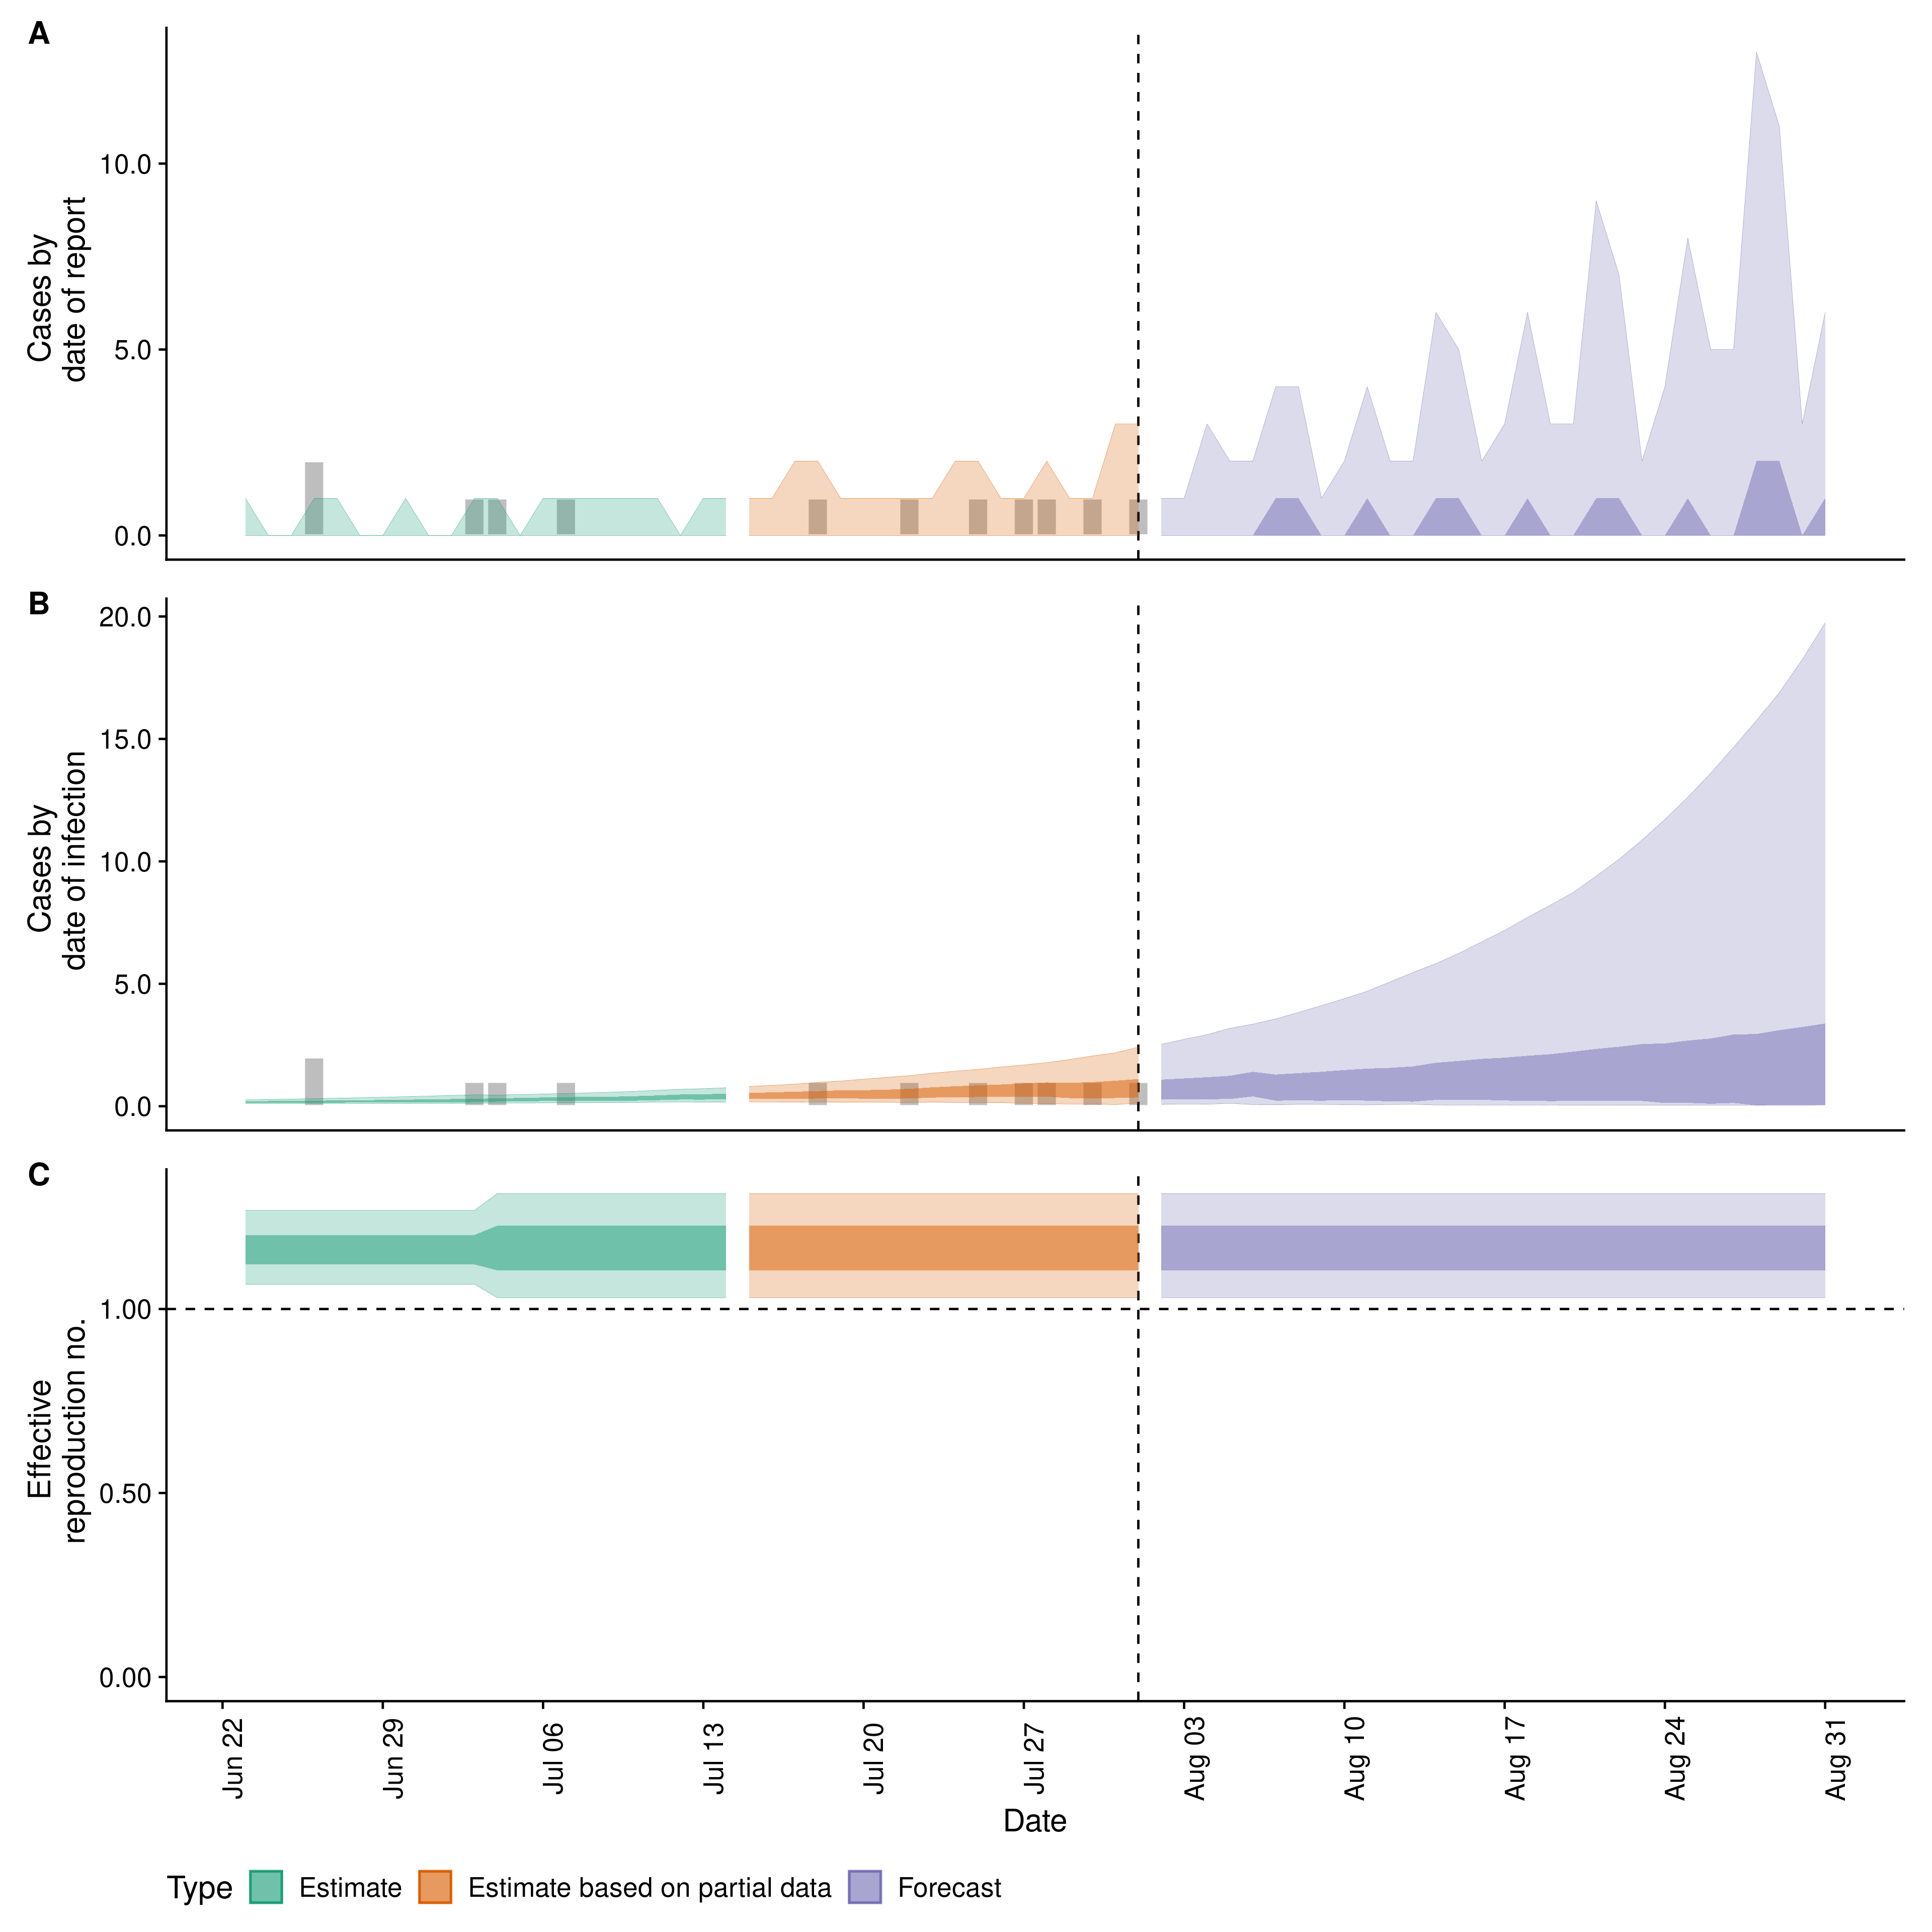 A
Cases by
date of report
10.0
5.0
0.0
B
Cases by
date of infection
20.0
15.0
10.0
5.0
0.0
C
Effective
reproduction no.
1.00
0.50
0.00
Jun 22
Jun 29
Jul 06
Jul 13
Jul 20
Jul 27
Aug 03
Aug 10
Aug 17
Aug 24
Aug 31
Date
Type Estimate Estimate based on partial data Forecast